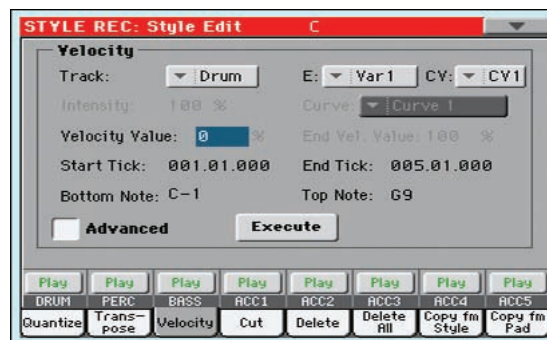 STYLE REC: Style Edit C
Velocity
Track: Drum E: Var1 CV: CV1
Intensity: 100 % Curve: Curve 1
Velocity Value: 0 % End Vel. Value: 100 %
Start Tick: 001.01.000 End Tick: 005.01.000
Bottom Note: C-1 Top Note: G9
Advanced Execute
Play Play Play Play Play Play Play Play
DRUM PERC BASS ACC1 ACC2 ACC3 ACC4 ACC5
Quantize Trans-pose Velocity Cut Delete Delete All Copy fm Style Copy fm Pad